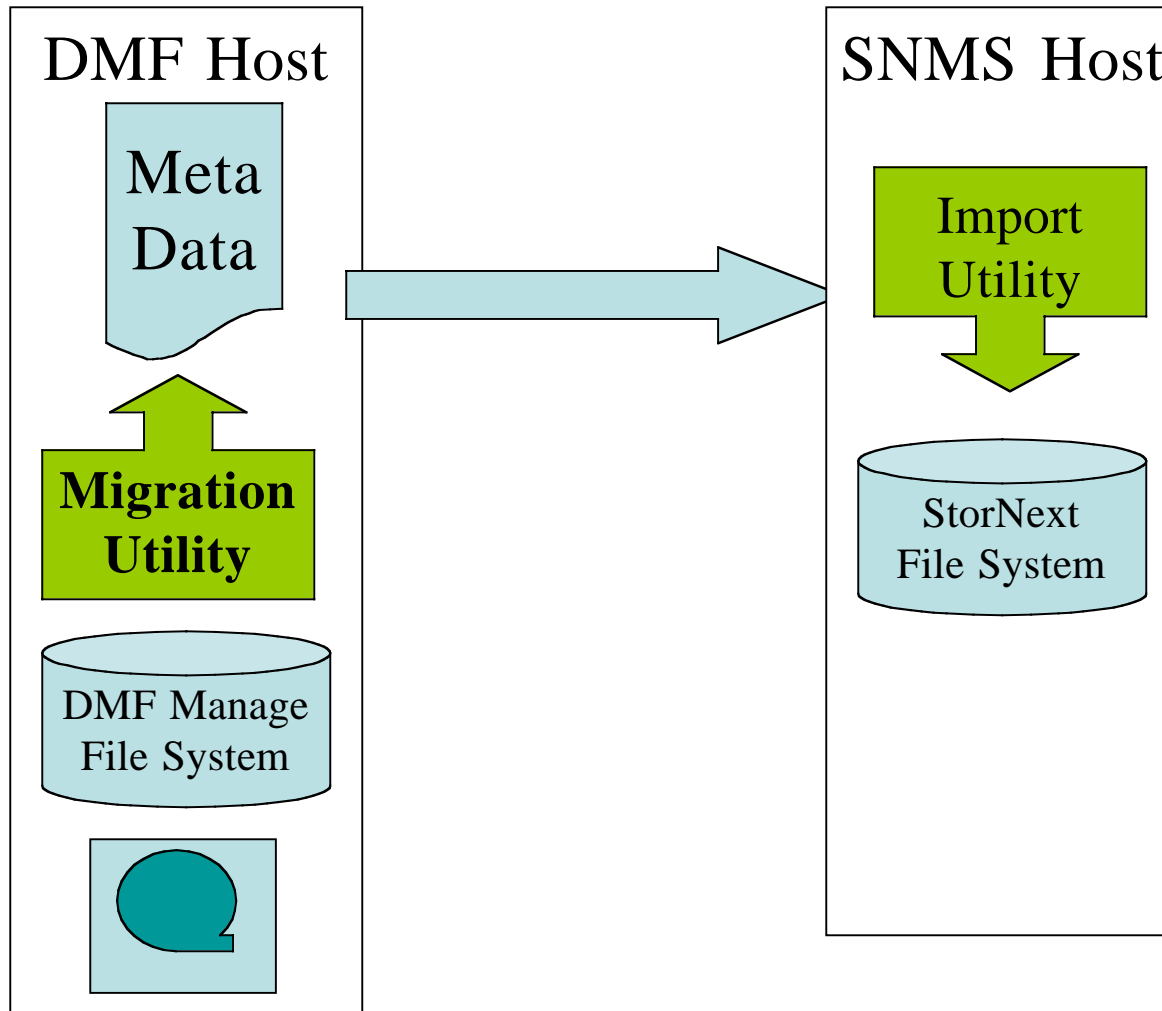 DMF Host
Meta
Data
Migration
Utility
DMF Manage
File System
SNMS Host
Import
Utility
StorNext
File System